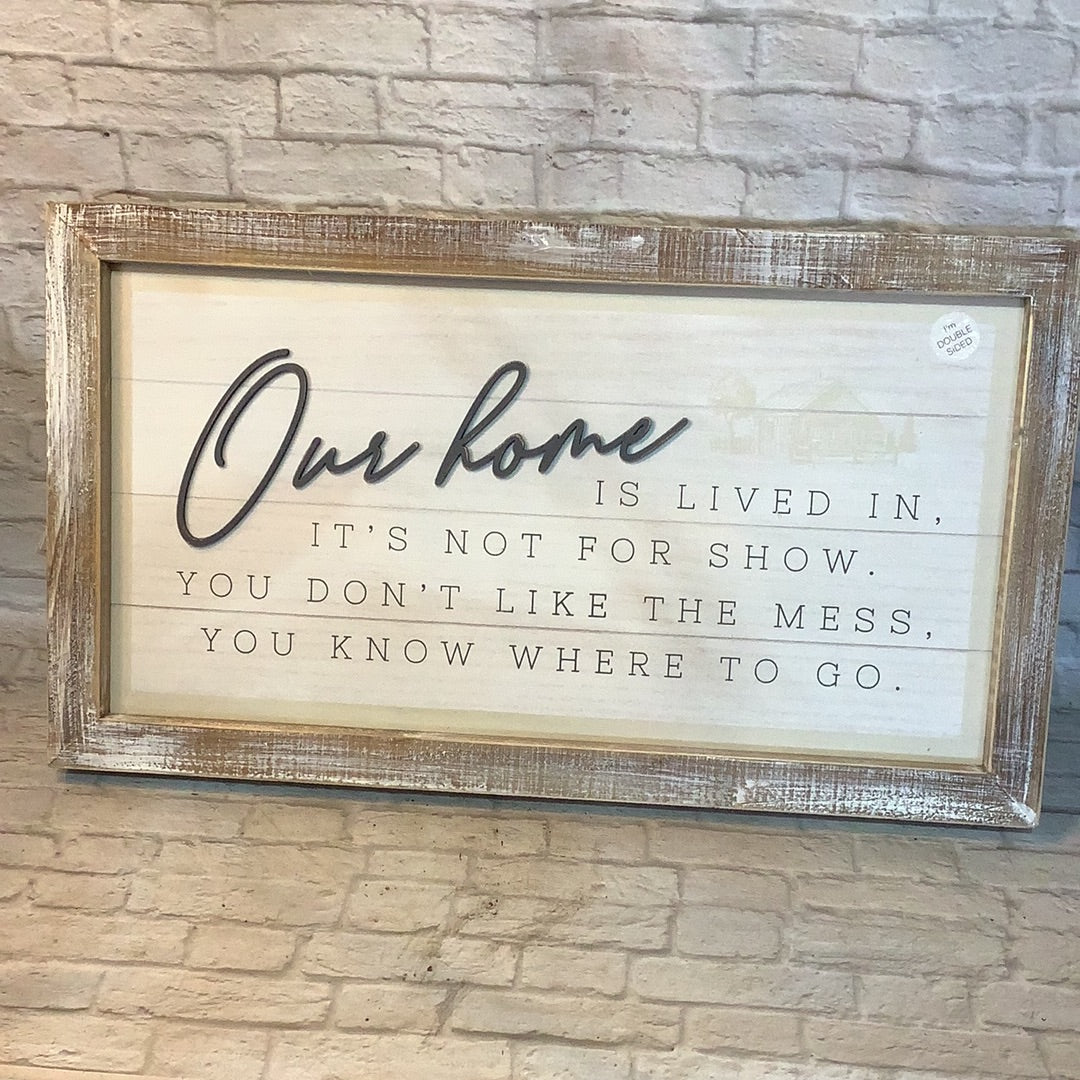 I'm
DOUBLE
SIDED
Our home
IS LIVED IN,
IT'S NOT FOR SHOW.
YOU DON'T LIKE THE MESS,
YOU KNOW WHERE TO GO.